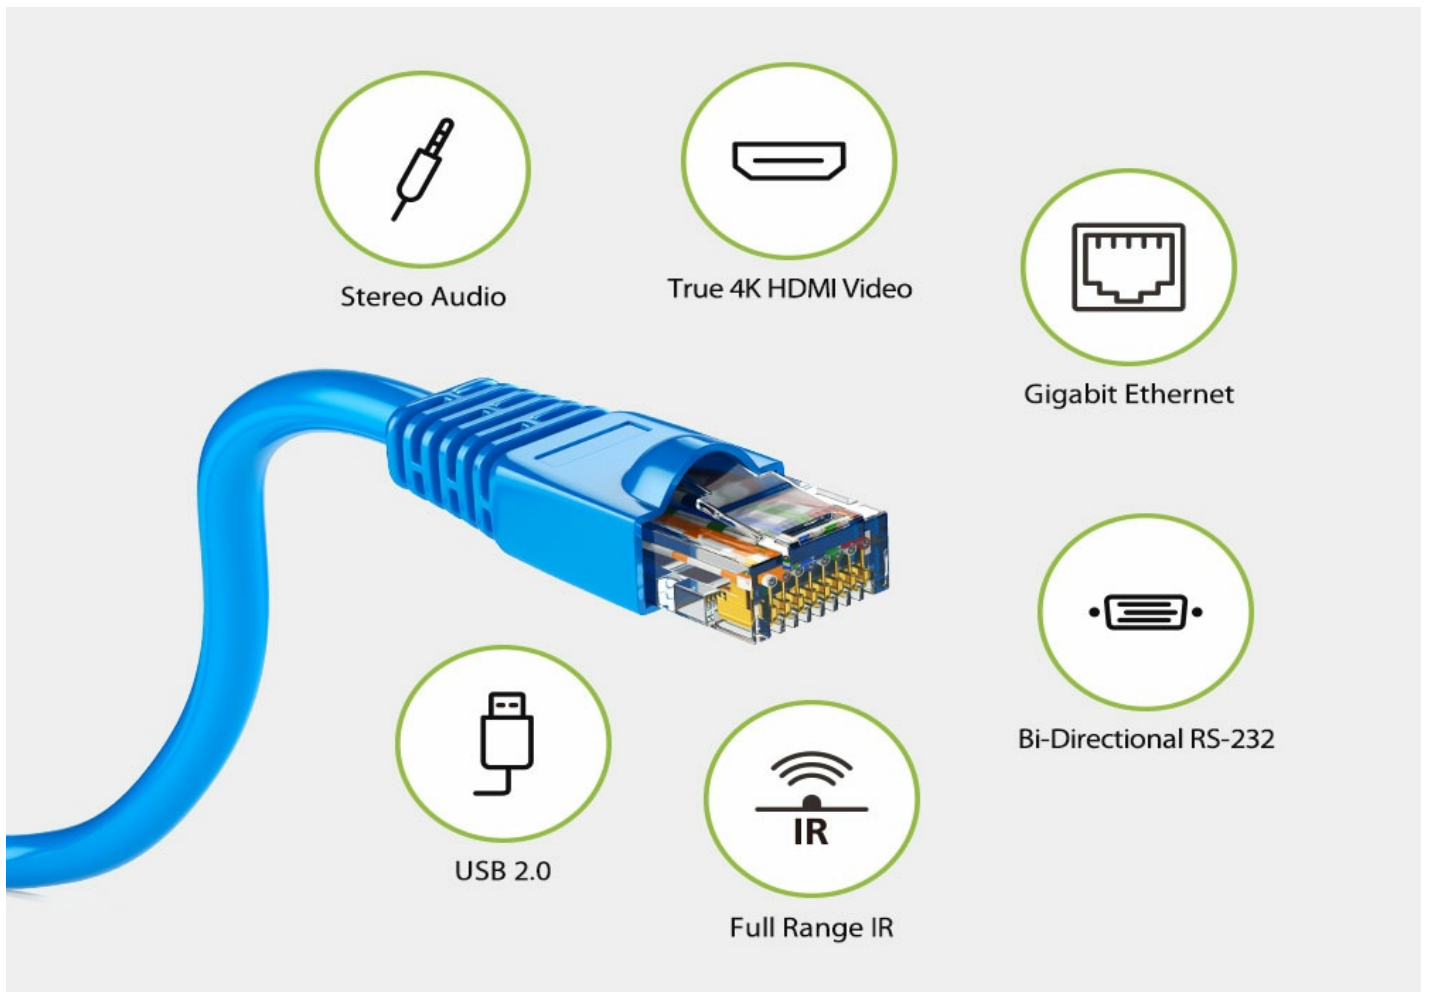 Stereo Audio
True 4K HDMI Video
Gigabit Ethernet
Bi-Directional RS-232
USB 2.0
IR
Full Range IR